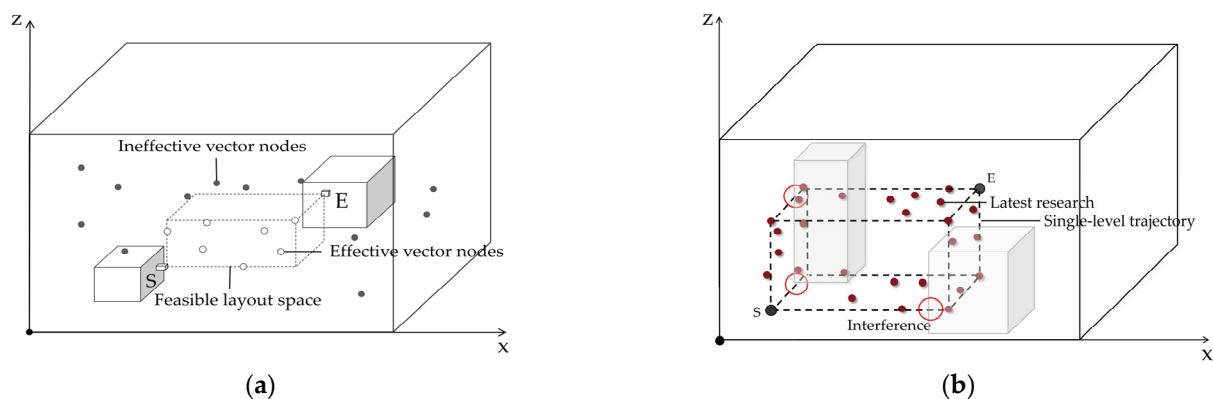 Z
Ineffective vector nodes
E
Effective vector nodes
S
Feasible layout space
X
(a)
Z
E
Latest research
Single-level trajectory
S
Interference
X
(b)